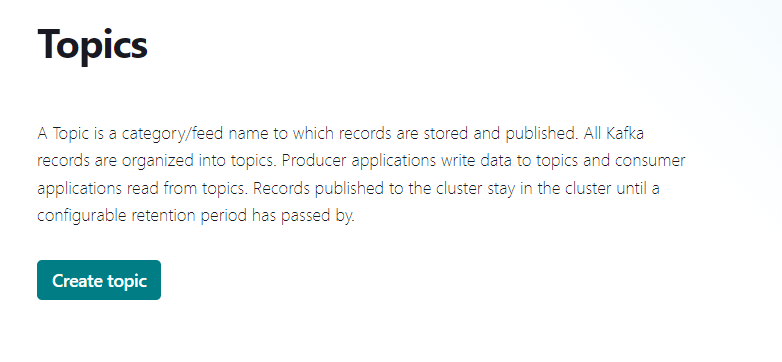 Topics
A Topic is a category/feed name to which records are stored and published. All Kafka
records are organized into topics. Producer applications write data to topics and consumer
applications read from topics. Records published to the cluster stay in the cluster until a
configurable retention period has passed by.
Create topic